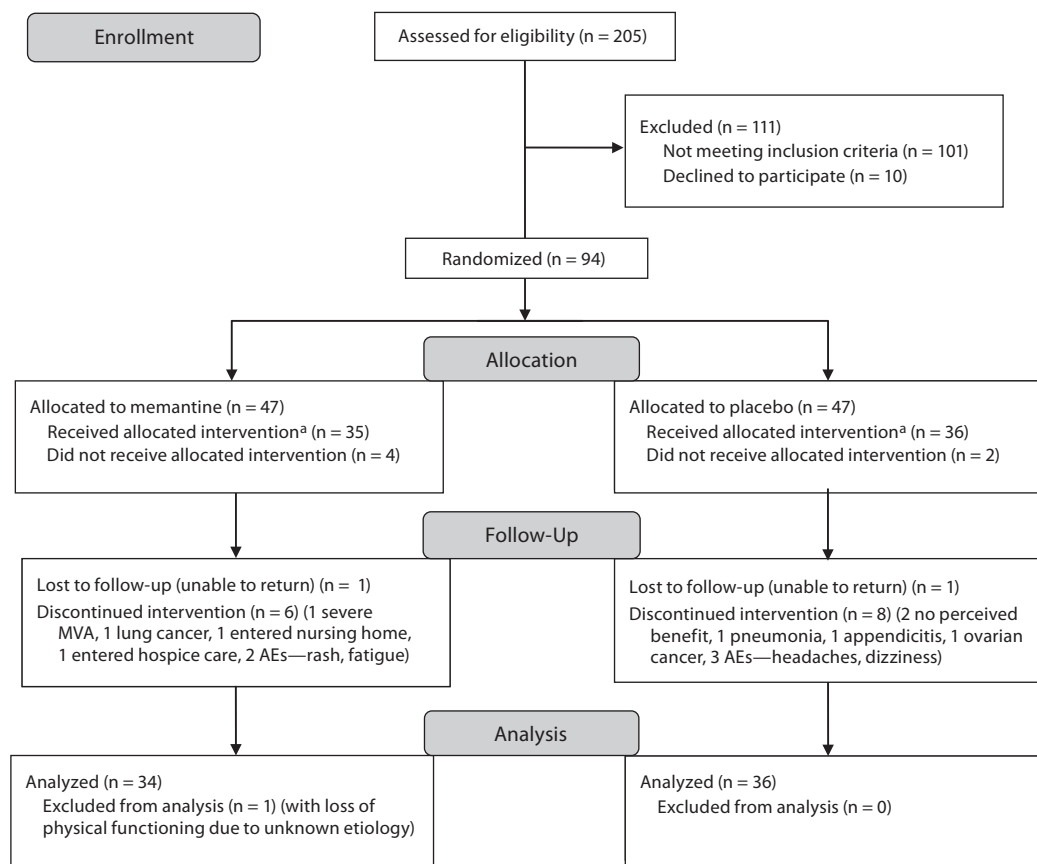 Enrollment
Assessed for eligibility (n = 205)
Excluded (n = 111)
Not meeting inclusion criteria (n = 101)
Declined to participate (n = 10)
Randomized (n = 94)
Allocation
Allocated to memantine (n = 47)
Received allocated interventionᵃ (n = 35)
Did not receive allocated intervention (n = 4)
Allocated to placebo (n = 47)
Received allocated interventionᵃ (n = 36)
Did not receive allocated intervention (n = 2)
Follow-Up
Lost to follow-up (unable to return) (n = 1)
Discontinued intervention (n = 6) (1 severe
MVA, 1 lung cancer, 1 entered nursing home,
1 entered hospice care, 2 AEs—rash, fatigue)
Lost to follow-up (unable to return) (n = 1)
Discontinued intervention (n = 8) (2 no perceived
benefit, 1 pneumonia, 1 appendicitis, 1 ovarian
cancer, 3 AEs—headaches, dizziness)
Analysis
Analyzed (n = 34)
Excluded from analysis (n = 1) (with loss of
physical functioning due to unknown etiology)
Analyzed (n = 36)
Excluded from analysis (n = 0)